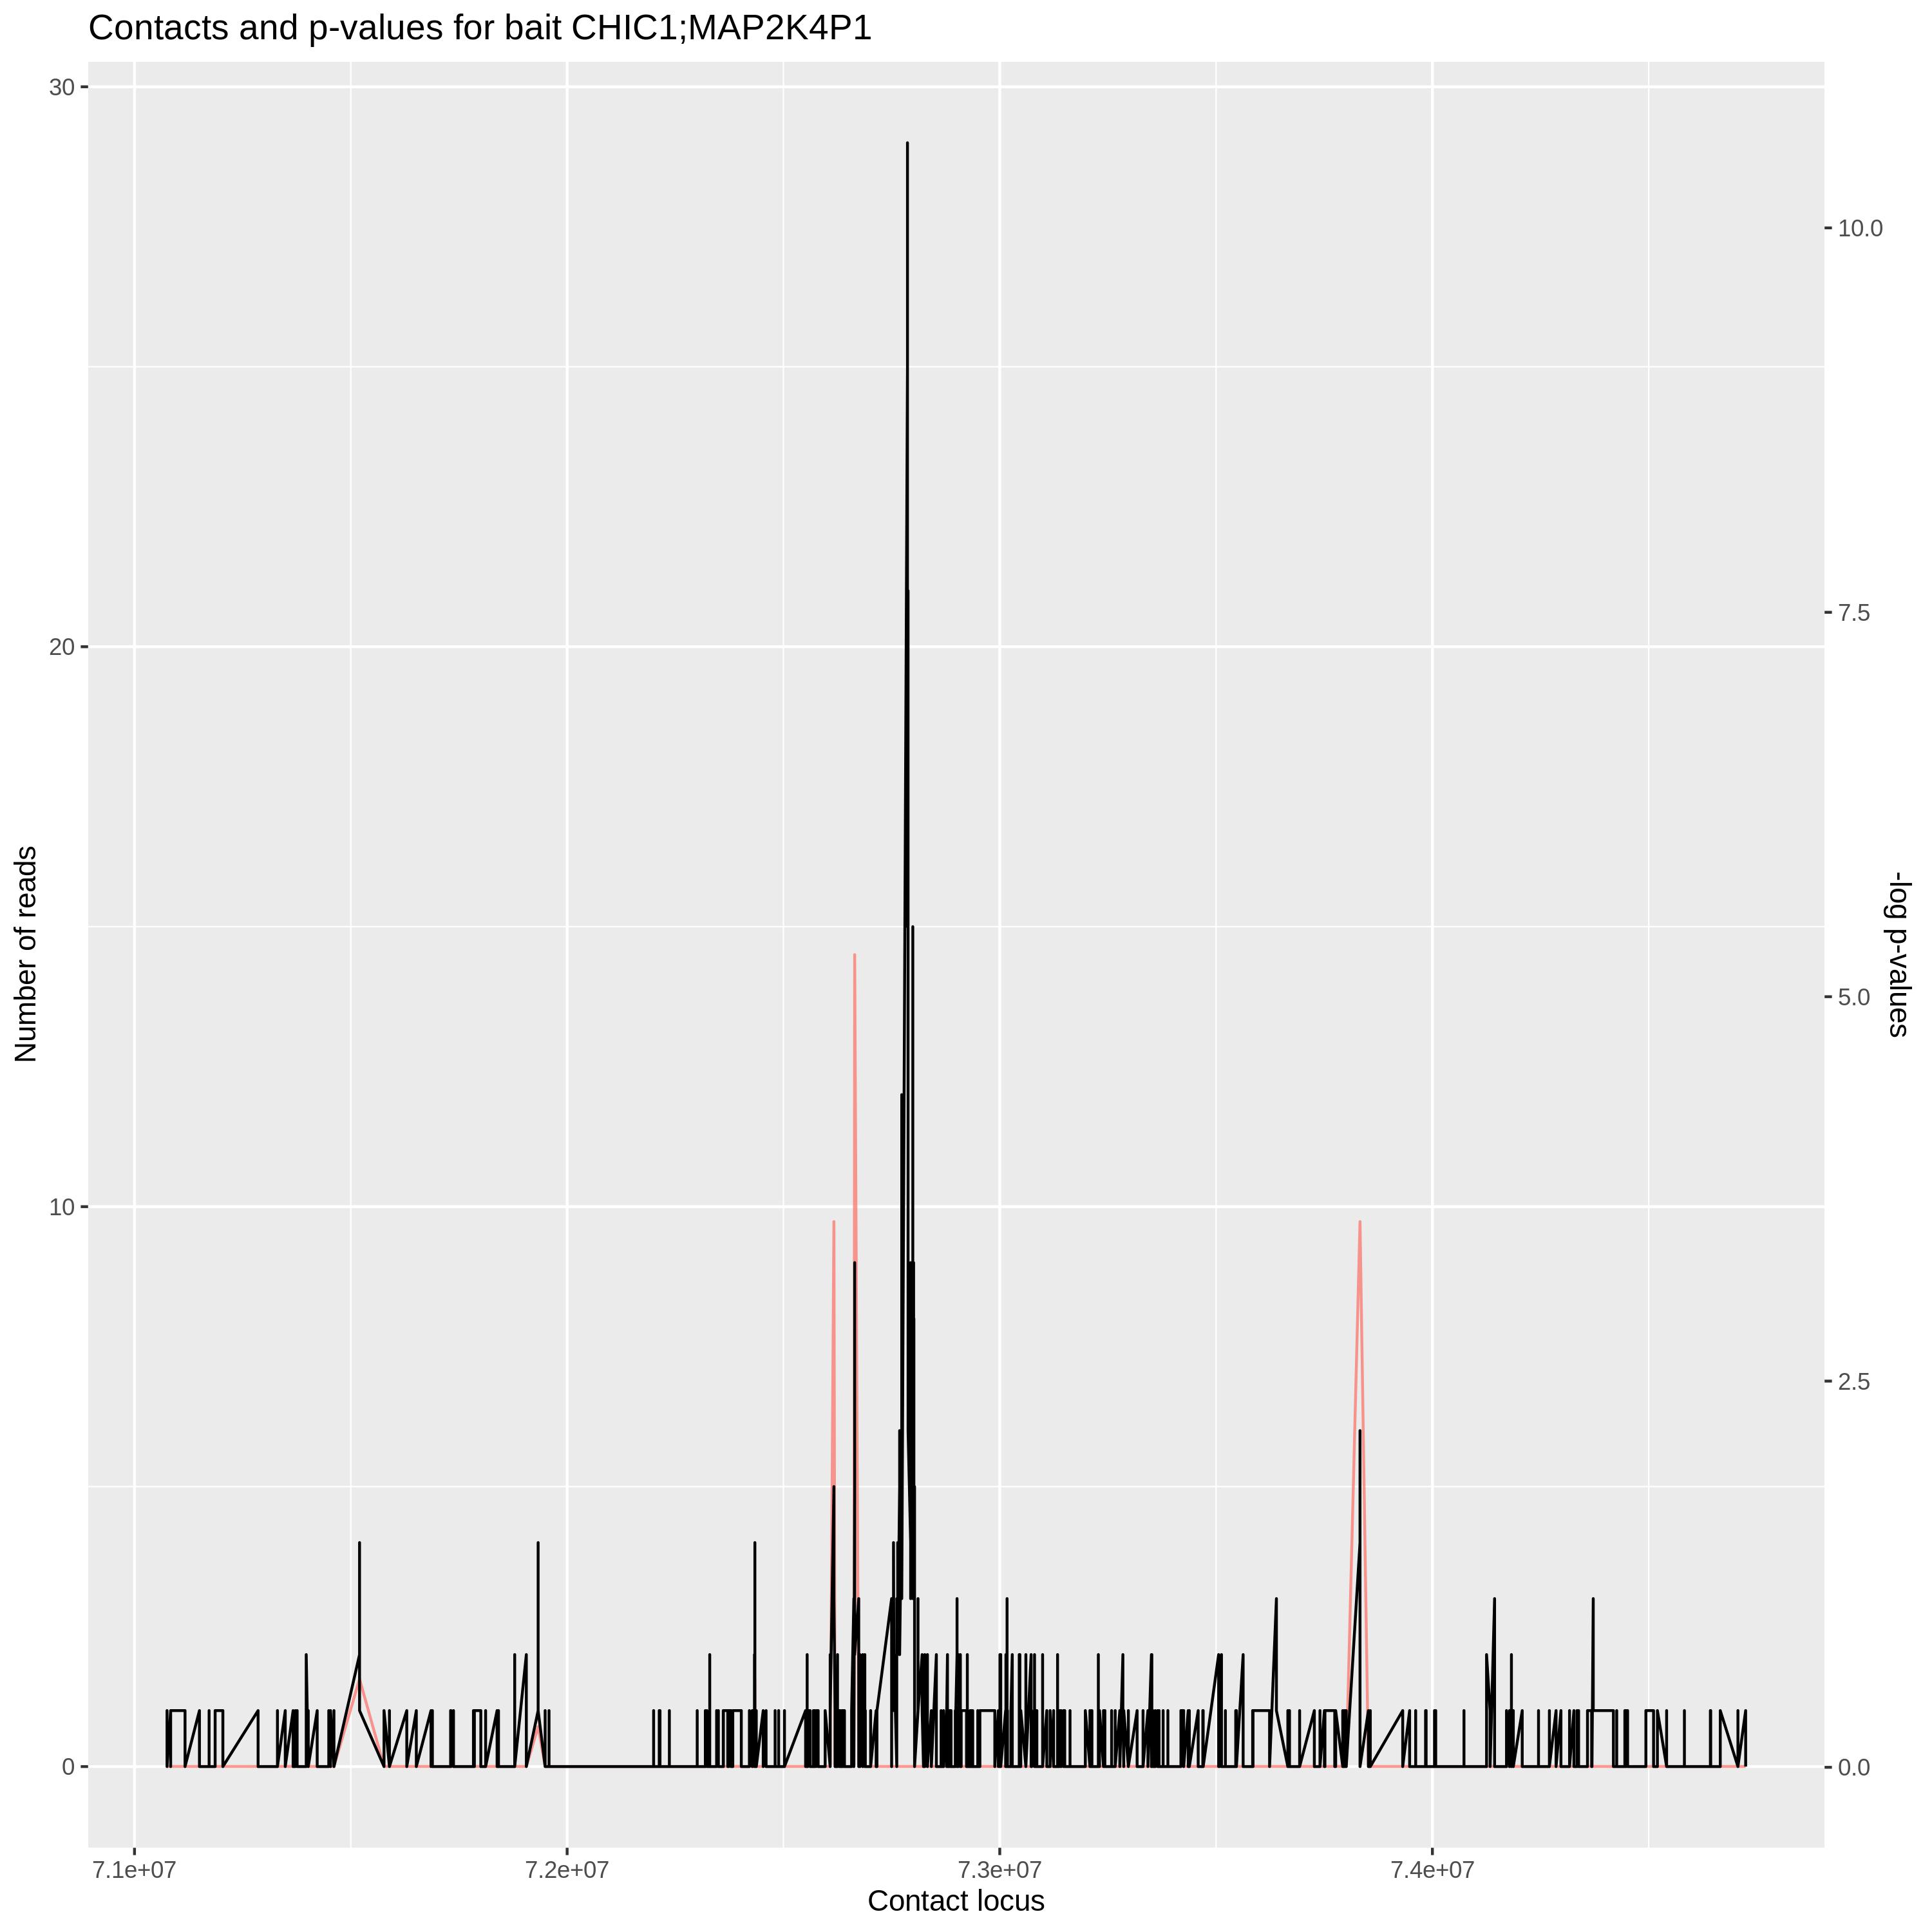 Contacts and p-values for bait CHIC1;MAP2K4P1
30
20
10
0
Number of reads
10.0
7.5
5.0
2.5
0.0
-log p-values
7.1e+07 7.2e+07 7.3e+07 7.4e+07
Contact locus